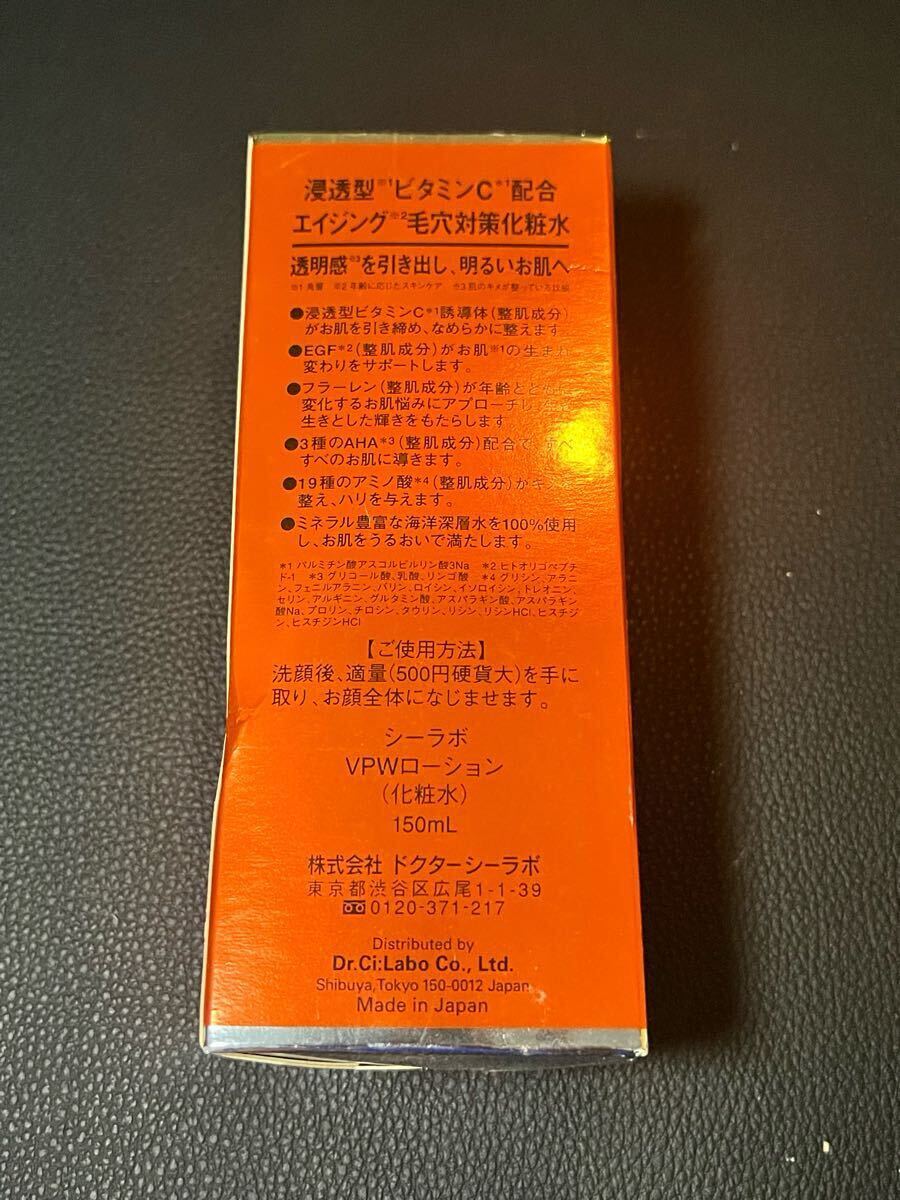 浸透型※1ビタミンC*1配合
エイジング※2毛穴対策化粧水
透明感※3を引き出し、明るいお肌へ
※1 角層 ※2 年齢に応じたスキンケア ※3 肌のキメが整っている状態
●浸透型ビタミンC*1誘導体(整肌成分)
がお肌を引き締め、なめらかに整えます。
●EGF*2(整肌成分)がお肌※1の生まれ
変わりをサポートします。
●フラーレン(整肌成分)が年齢とともに
変化するお肌悩みにアプローチし、
生きとした輝きをもたらします。
●3種のAHA*3(整肌成分)配合で、すべ
すべのお肌に導きます。
●19種のアミノ酸*4(整肌成分)がキメを
整え、ハリを与えます。
●ミネラル豊富な海洋深層水を100%使用
し、お肌をうるおいで満たします。
*1 パルミチン酸アスコルビルリン酸3Na *2 ヒトオリゴペプチ
ド-1 *3 グリコール酸、乳酸、リンゴ酸 *4 グリシン、アラニ
ン、フェニルアラニン、バリン、ロイシン、イソロイシン、トレオニン、
セリン、アルギニン、グルタミン酸、アスパラギン酸、アスパラギン
酸Na、プロリン、チロシン、タウリン、リシン、リシンHCl、ヒスチジ
ン、ヒスチジンHCl
【ご使用方法】
洗顔後、適量(500円硬貨大)を手に
取り、お顔全体になじませます。
シーラボ
VPWローション
(化粧水)
150mL
株式会社 ドクターシーラボ
東京都渋谷区広尾1-1-39
0120-371-217
Distributed by
Dr.Ci:Labo Co., Ltd.
Shibuya,Tokyo 150-0012 Japan
Made in Japan